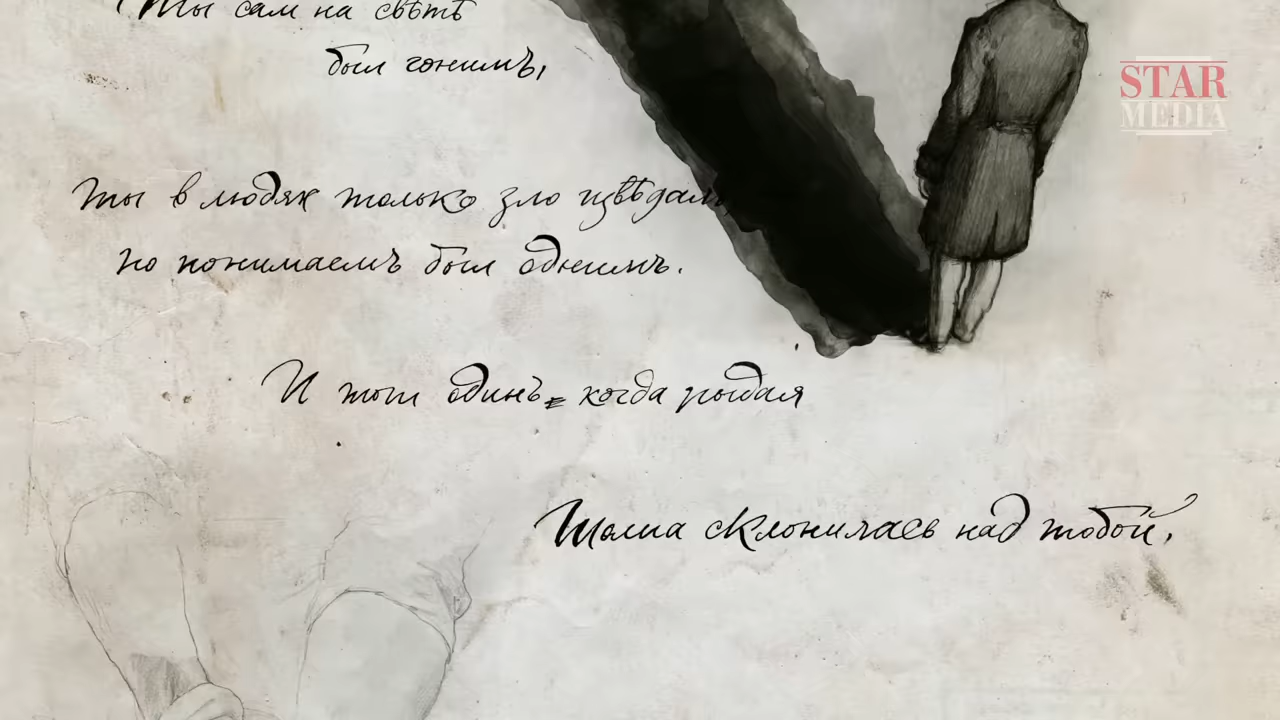 Ты сам на свѣтѣ
был гонимъ,
Ты в людях только зло извѣдалъ
но понимаемъ был однимъ.
И тот одинъ когда рыдая
Толпа склонилась над тобой,
STAR
MEDIA